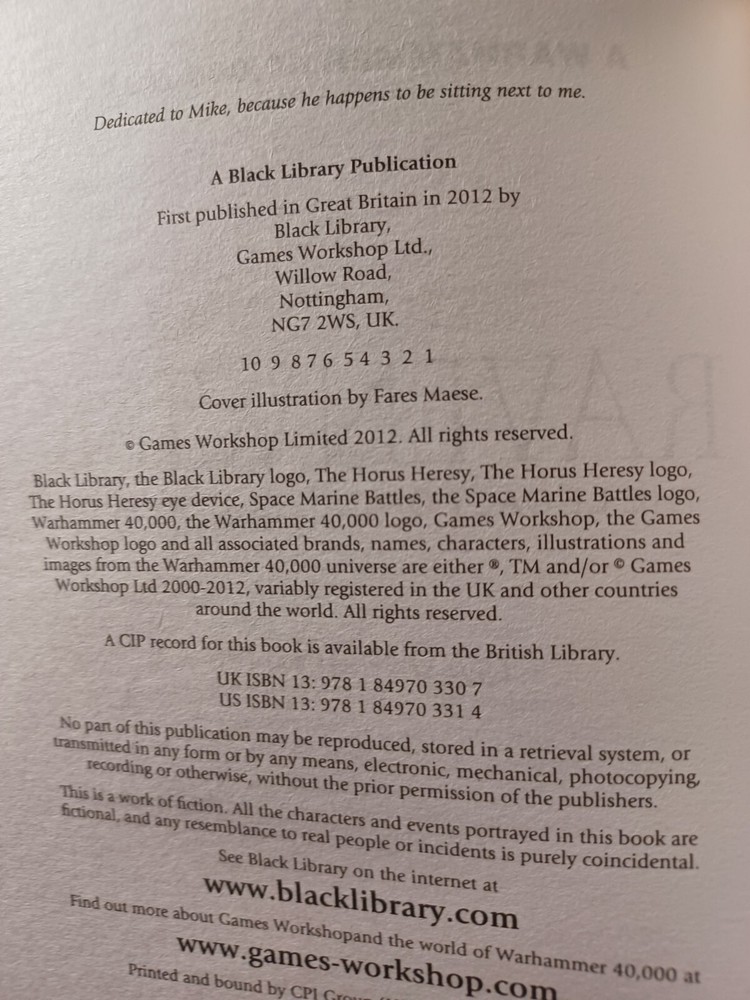 Dedicated to Mike, because he happens to be sitting next to me.
A Black Library Publication
First published in Great Britain in 2012 by
Black Library,
Games Workshop Ltd.,
Willow Road,
Nottingham,
NG7 2WS, UK.
10 9 8 7 6 5 4 3 2 1
Cover illustration by Fares Maese.
© Games Workshop Limited 2012. All rights reserved.
Black Library, the Black Library logo, The Horus Heresy, The Horus Heresy logo,
The Horus Heresy eye device, Space Marine Battles, the Space Marine Battles logo,
Warhammer 40,000, the Warhammer 40,000 logo, Games Workshop, the Games
Workshop logo and all associated brands, names, characters, illustrations and
images from the Warhammer 40,000 universe are either ®, TM and/or © Games
Workshop Ltd 2000-2012, variably registered in the UK and other countries
around the world. All rights reserved.
A CIP record for this book is available from the British Library.
UK ISBN 13: 978 1 84970 330 7
US ISBN 13: 978 1 84970 331 4
No part of this publication may be reproduced, stored in a retrieval system, or
transmitted in any form or by any means, electronic, mechanical, photocopying,
recording or otherwise, without the prior permission of the publishers.
This is a work of fiction. All the characters and events portrayed in this book are
fictional, and any resemblance to real people or incidents is purely coincidental.
See Black Library on the internet at
www.blacklibrary.com
Find out more about Games Workshopand the world of Warhammer 40,000 at
www.games-workshop.com
Printed and bound by CPI